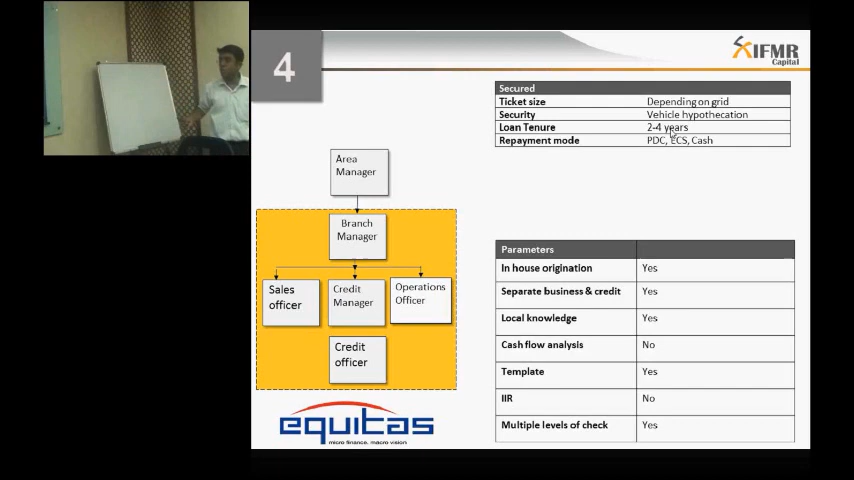 4
IFMR
Capital
Secured
Ticket size Depending on grid
Security Vehicle hypothecation
Loan Tenure 2-4 years
Repayment mode PDC, ECS, Cash
Area
Manager
Branch
Manager
Sales
officer
Credit
Manager
Operations
Officer
Credit
officer
equitas
micro finance. macro vision
Parameters
In house origination Yes
Separate business & credit Yes
Local knowledge Yes
Cash flow analysis No
Template Yes
IIR No
Multiple levels of check Yes